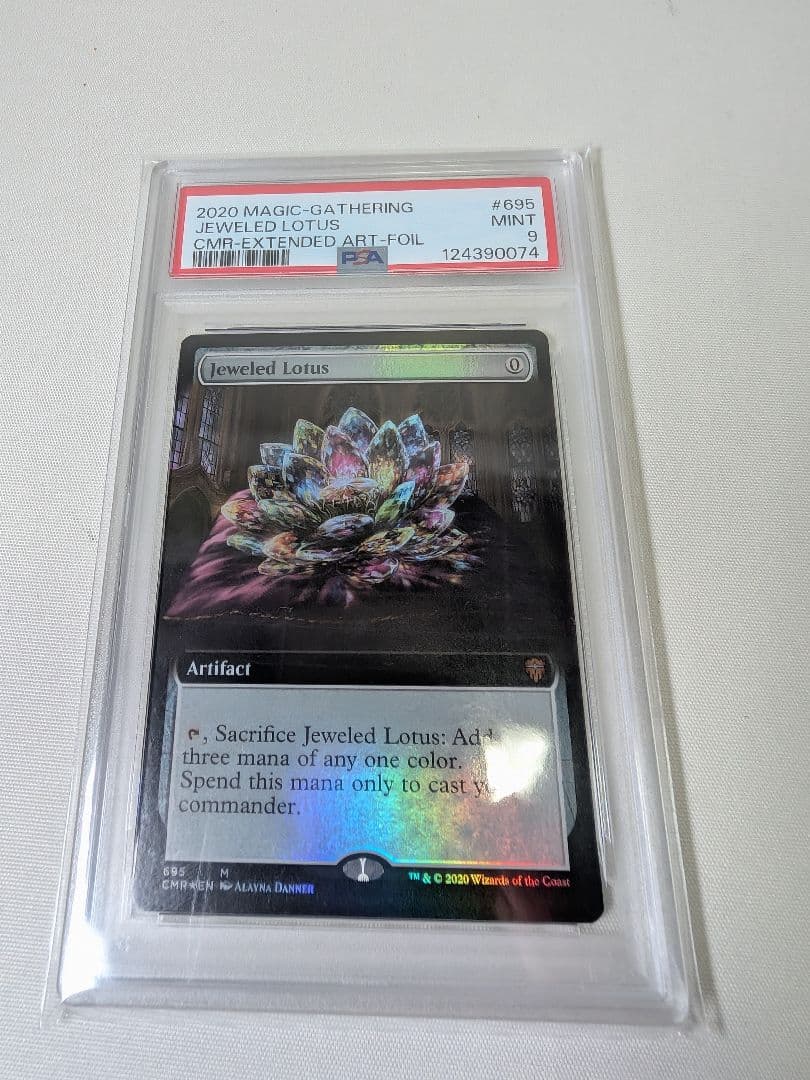 2020 MAGIC-GATHERING #695
JEWELED LOTUS MINT
CMR-EXTENDED ART-FOIL 9
PSA 124390074
Jeweled Lotus 0
Artifact
, Sacrifice Jeweled Lotus: Add
three mana of any one color.
Spend this mana only to cast
commander.
695 M
CMR★EN ALAYNA DANNER
™ & © 2020 Wizards of the Coast